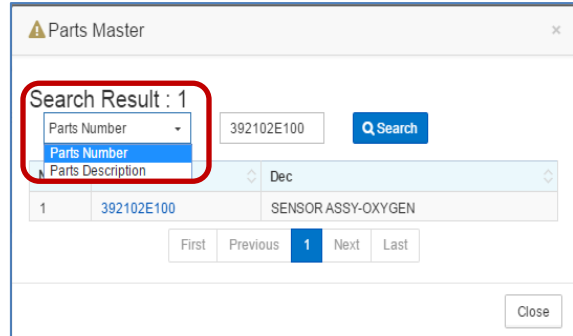 Parts Master ×
Search Result : 1
Parts Number 392102E100 Search
Parts Number
Parts Description
N Dec
1 392102E100 SENSOR ASSY-OXYGEN
First Previous 1 Next Last
Close